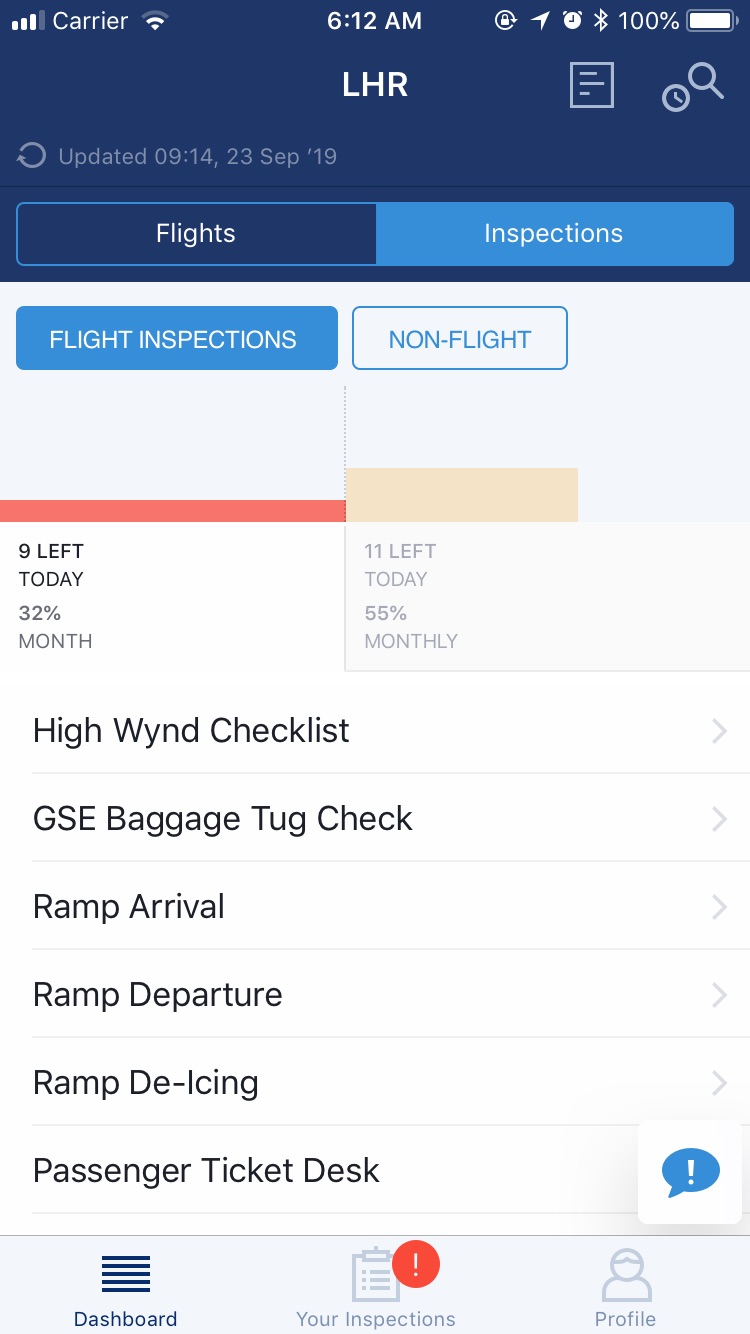 Carrier 6:12 AM 100%
LHR
Updated 09:14, 23 Sep ’19
Flights Inspections
FLIGHT INSPECTIONS NON-FLIGHT
9 LEFT
TODAY
32%
MONTH
11 LEFT
TODAY
55%
MONTHLY
High Wynd Checklist
GSE Baggage Tug Check
Ramp Arrival
Ramp Departure
Ramp De-Icing
Passenger Ticket Desk
!
!
Dashboard Your Inspections Profile